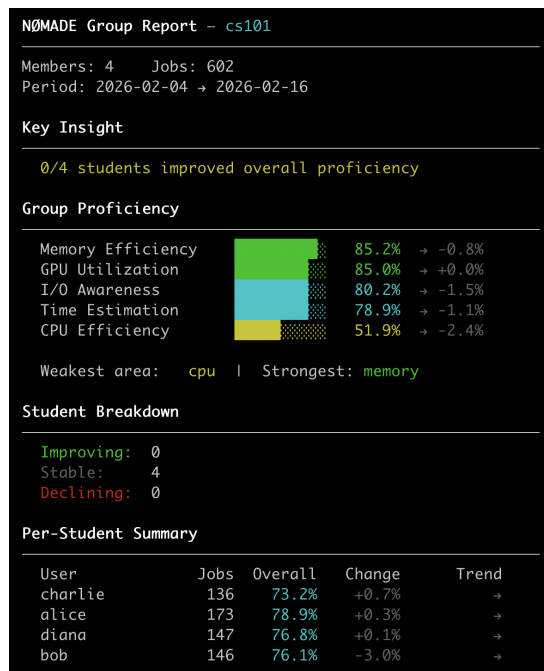 NØMADE Group Report — cs101
Members: 4 Jobs: 602
Period: 2026-02-04 → 2026-02-16
Key Insight
0/4 students improved overall proficiency
Group Proficiency
Memory Efficiency 85.2% → -0.8%
GPU Utilization 85.0% → +0.0%
I/O Awareness 80.2% → -1.5%
Time Estimation 78.9% → -1.1%
CPU Efficiency 51.9% → -2.4%
Weakest area: cpu | Strongest: memory
Student Breakdown
Improving: 0
Stable: 4
Declining: 0
Per-Student Summary
User Jobs Overall Change Trend
charlie 136 73.2% +0.7% →
alice 173 78.9% +0.3% →
diana 147 76.8% +0.1% →
bob 146 76.1% -3.0% →